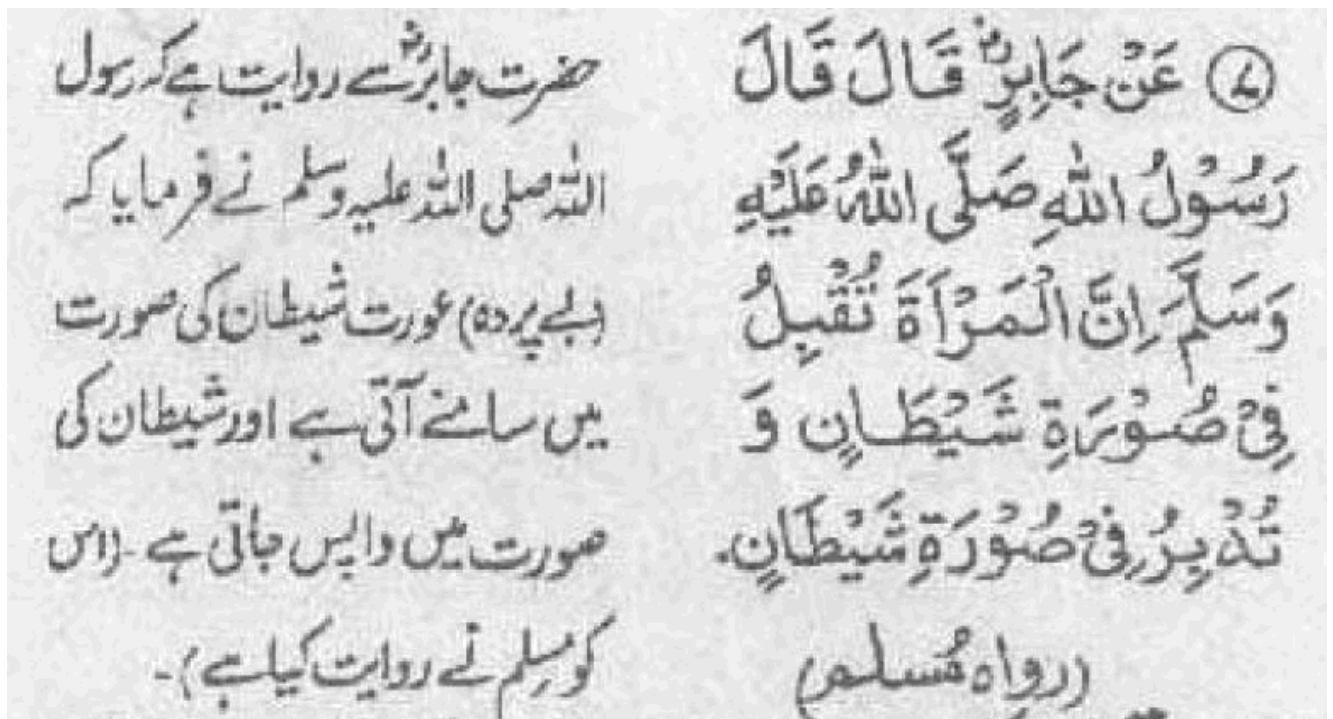 ۷ عَنْ جَابِرٍؓ قَالَ قَالَ
رَسُوْلُ اللّٰهِ صَلَّى اللّٰهُ عَلَيْهِ
وَسَلَّمَ اِنَّ الْمَرْاَةَ تُقْبِلُ
فِىْ صُوْرَةِ شَيْطَانٍ وَ
تُدْبِرُ فِىْ صُوْرَةِ شَيْطَانٍ.
(رواه مسلم)
حضرت جابرؓ سے روایت ہے کہ رسول
اللہ صلی اللہ علیہ وسلم نے فرمایا کہ
(بے پردہ) عورت شیطان کی صورت
میں سامنے آتی ہے اور شیطان کی
صورت میں واپس جاتی ہے۔ (اس
کو مسلم نے روایت کیا ہے)۔